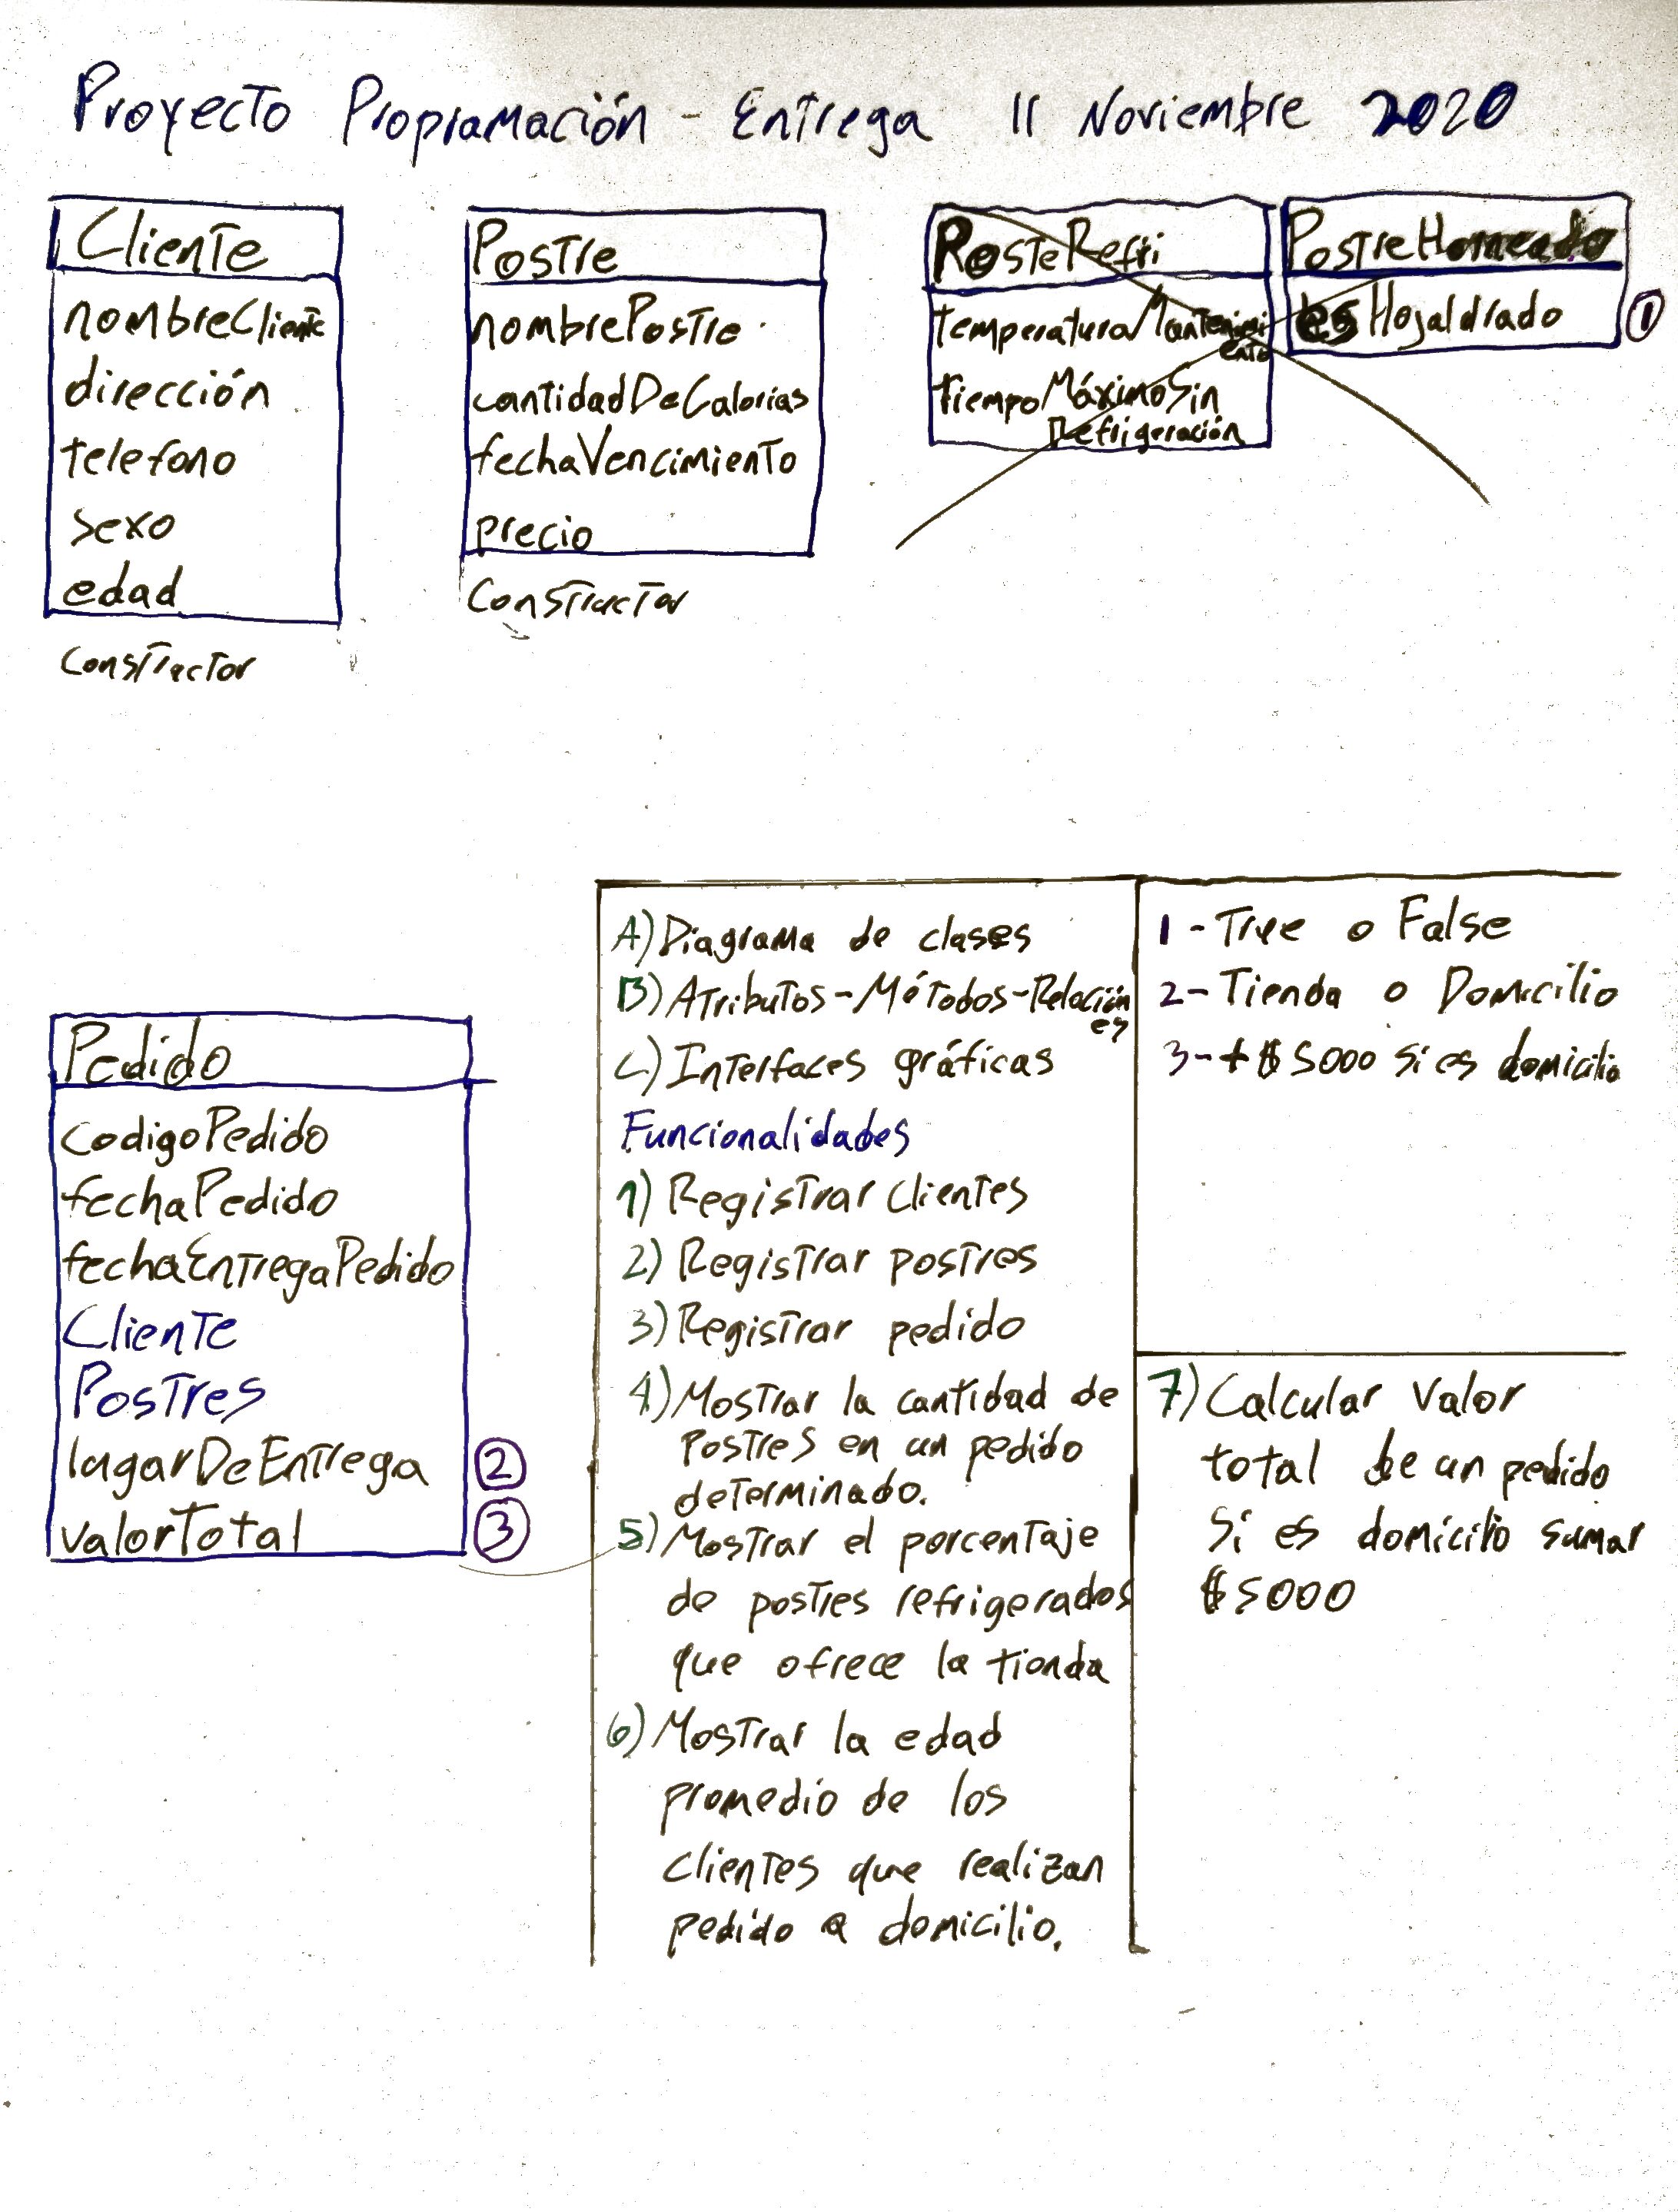 Proyecto Programación - Entrega 11 Noviembre 2020
Cliente
nombreCliente
dirección
telefono
sexo
edad
Constructor
Postre
nombrePostre
cantidadDeCalorias
fechaVencimiento
precio
Constructor
PosteRefri
temperaturaMantenimi
ento
tiempoMáximoSin
Refrigeración
PostreHorneado
esHojaldrado
1
Pedido
codigoPedido
fechaPedido
fechaEntregaPedido
Cliente
Postres
lugarDeEntrega
2
valorTotal
3
A) Diagrama de clases
B) Atributos-Métodos-Relacion
es
C) Interfaces gráficas
Funcionalidades
1) Registrar clientes
2) Registrar postres
3) Registrar pedido
4) Mostrar la cantidad de
Postres en un pedido
determinado.
5) Mostrar el porcentaje
de postres refrigerados
que ofrece la tienda
6) Mostrar la edad
promedio de los
clientes que realizan
pedido a domicilio.
1 - True o False
2 - Tienda o Domicilio
3 - + $5000 si es domicilio
7) Calcular valor
total de un pedido
Si es domicilio sumar
$5000